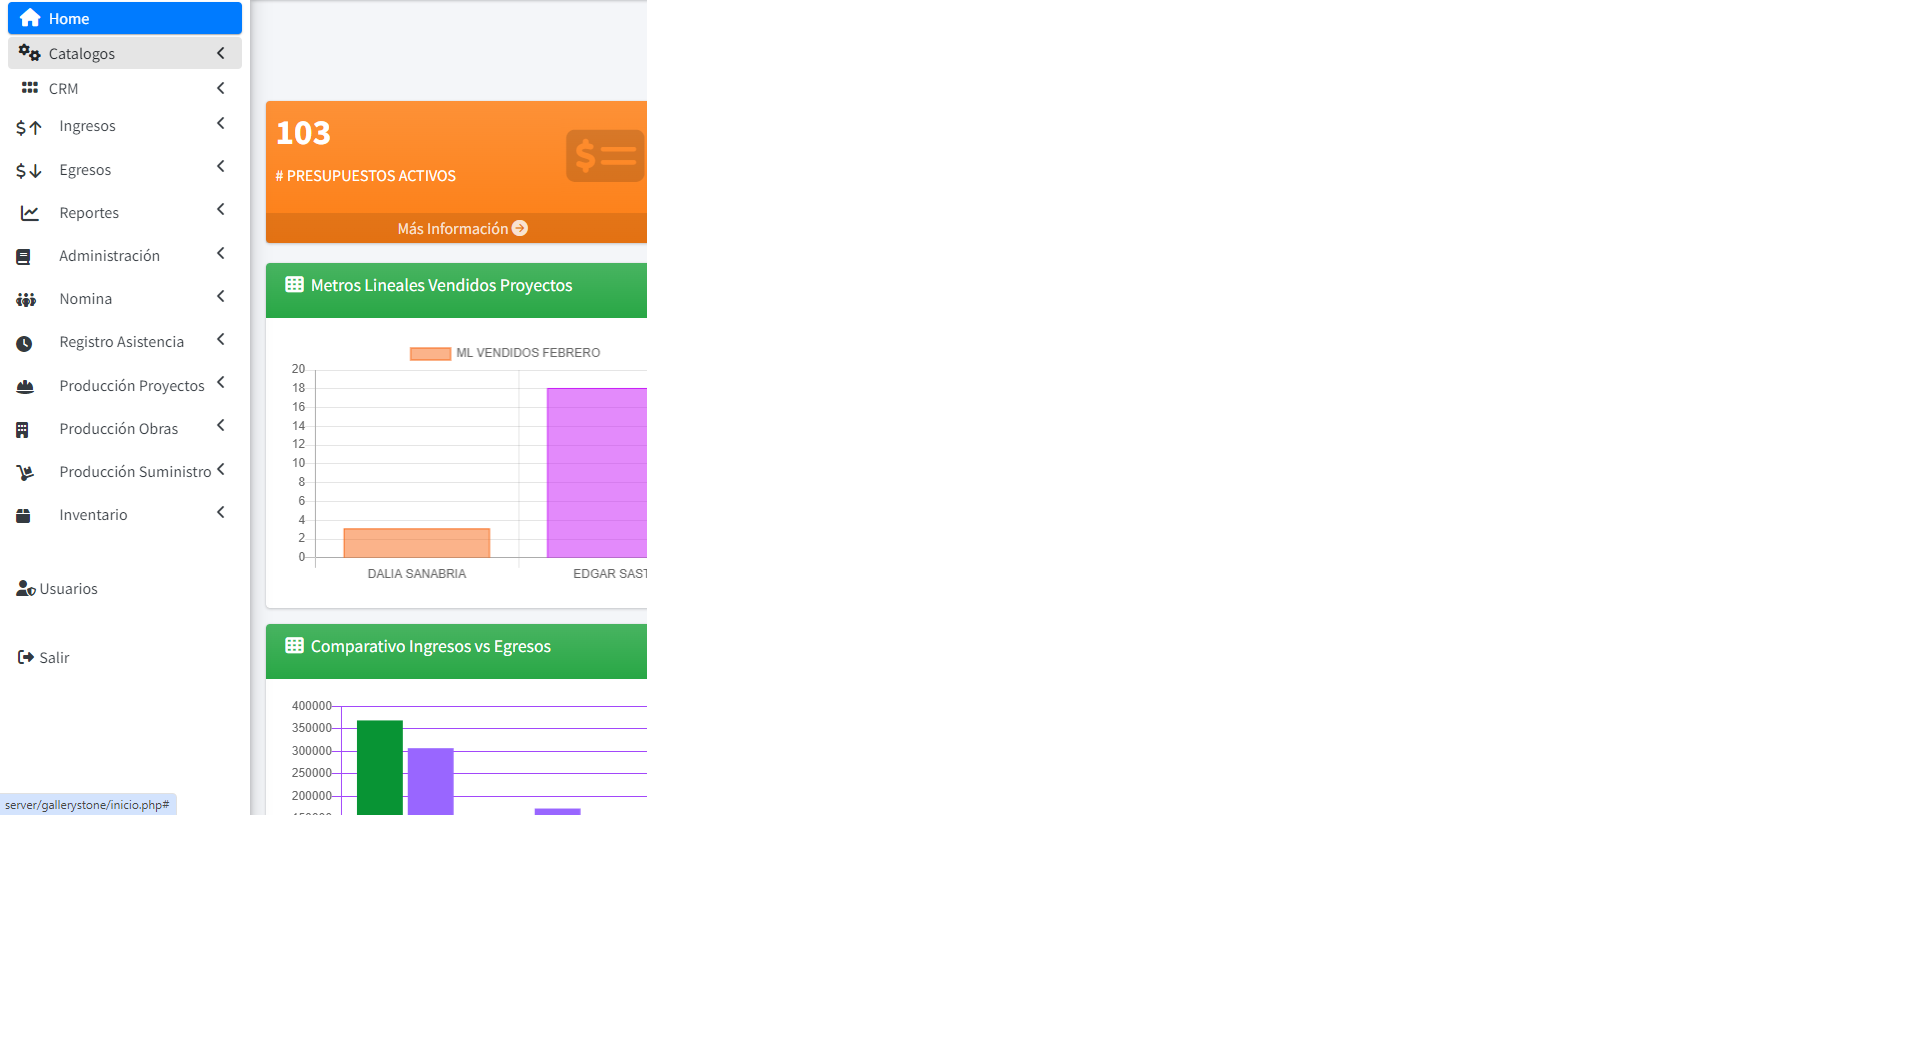 Home
Catalogos
CRM
Ingresos
Egresos
Reportes
Administración
Nomina
Registro Asistencia
Producción Proyectos
Producción Obras
Producción Suministro
Inventario
Usuarios
Salir
server/gallerystone/inicio.php#
103
# PRESUPUESTOS ACTIVOS
Más Información
Metros Lineales Vendidos Proyectos
ML VENDIDOS FEBRERO
20
18
16
14
12
10
8
6
4
2
0
DALIA SANABRIA
EDGAR SAST
Comparativo Ingresos vs Egresos
400000
350000
300000
250000
200000